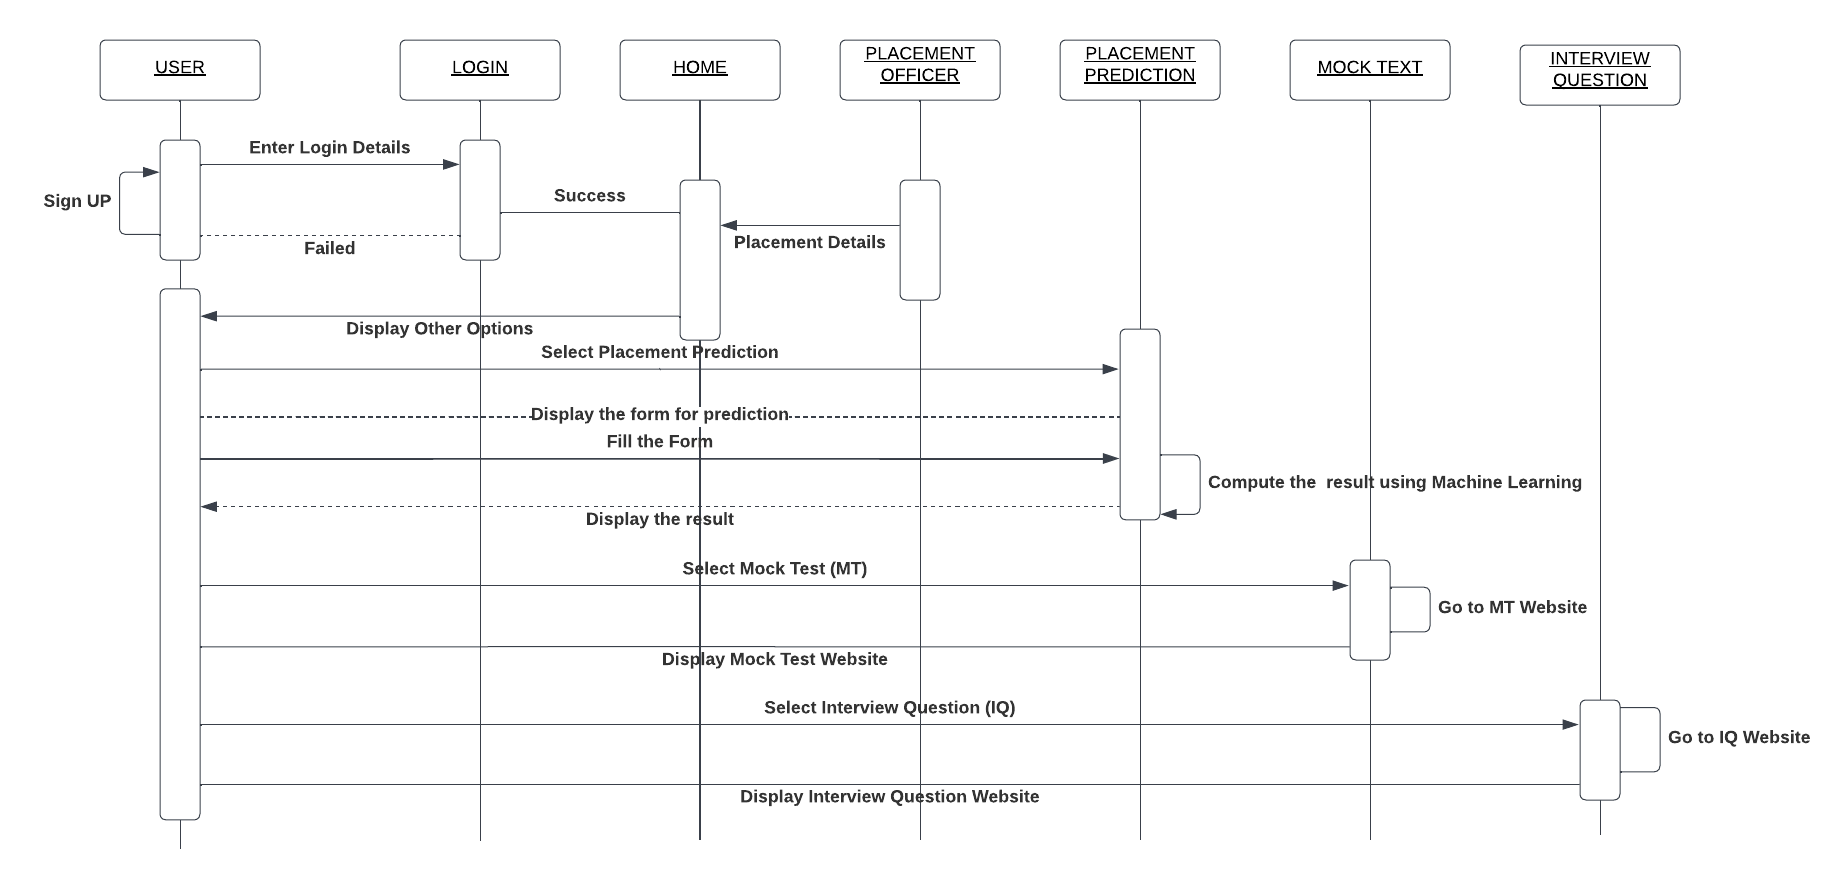 USER
LOGIN
HOME
PLACEMENT
OFFICER
PLACEMENT
PREDICTION
MOCK TEXT
INTERVIEW
QUESTION
Enter Login Details
Sign UP
Success
Failed
Placement Details
Display Other Options
Select Placement Prediction
Display the form for prediction
Fill the Form
Compute the  result using Machine Learning
Display the result
Select Mock Test (MT)
Go to MT Website
Display Mock Test Website
Select Interview Question (IQ)
Go to IQ Website
Display Interview Question Website